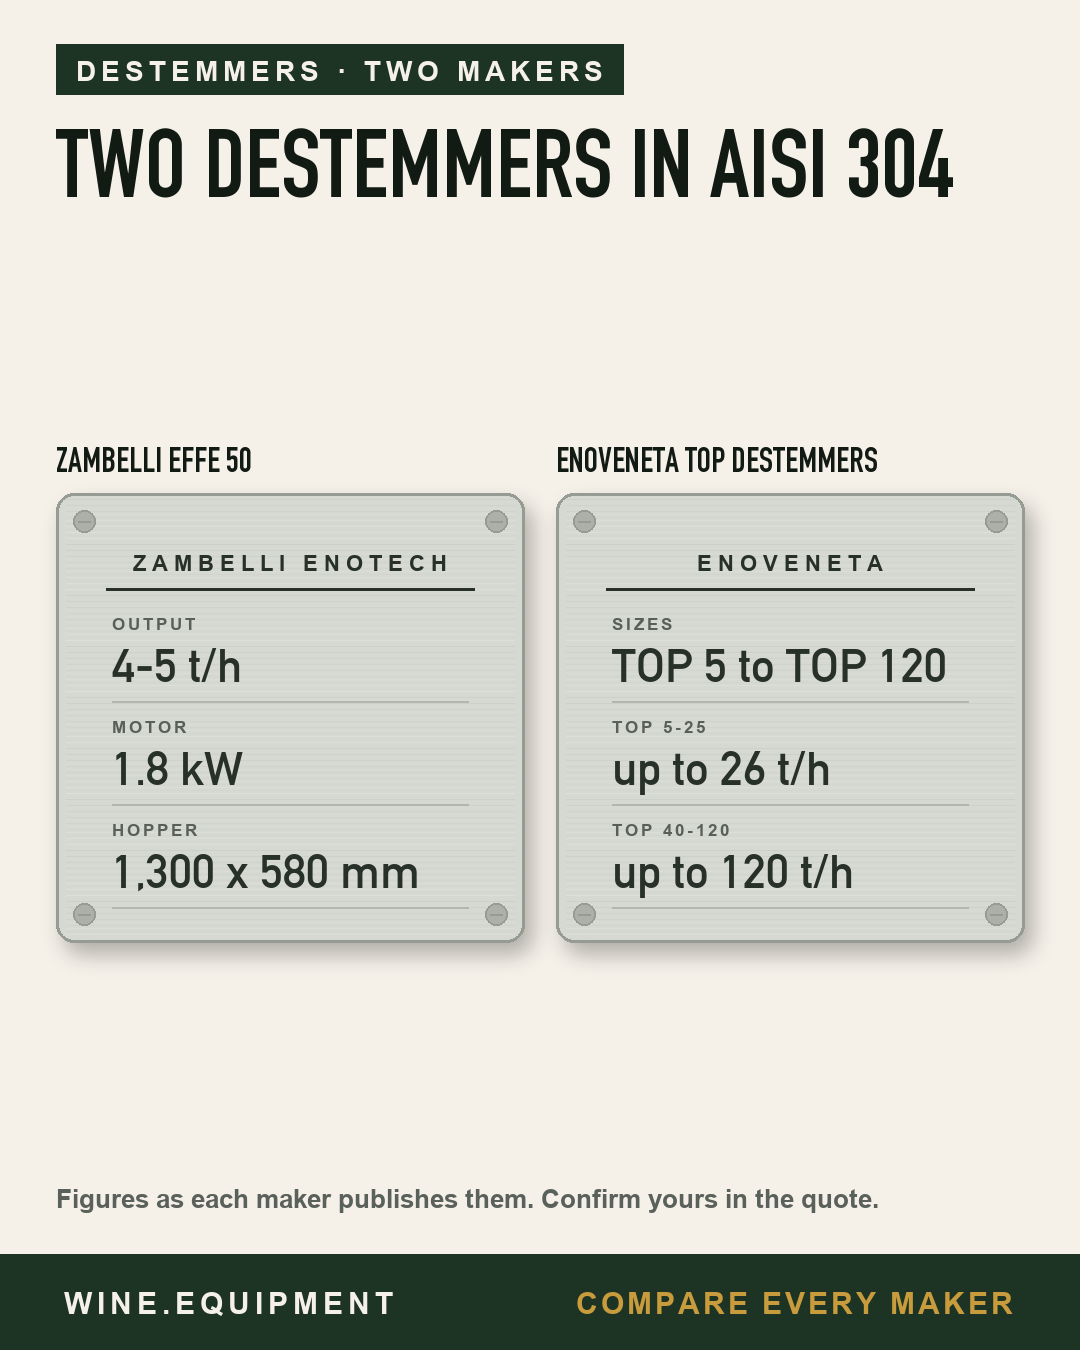 DESTEMMERS · TWO MAKERS
TWO DESTEMMERS IN AISI 304
ZAMBELLI EFFE 50
ZAMBELLI ENOTECH
OUTPUT
4-5 t/h
MOTOR
1.8 kW
HOPPER
1,300 x 580 mm
ENOVENETA TOP DESTEMMERS
ENOVENETA
SIZES
TOP 5 to TOP 120
TOP 5-25
up to 26 t/h
TOP 40-120
up to 120 t/h
Figures as each maker publishes them. Confirm yours in the quote.
WINE.EQUIPMENT
COMPARE EVERY MAKER